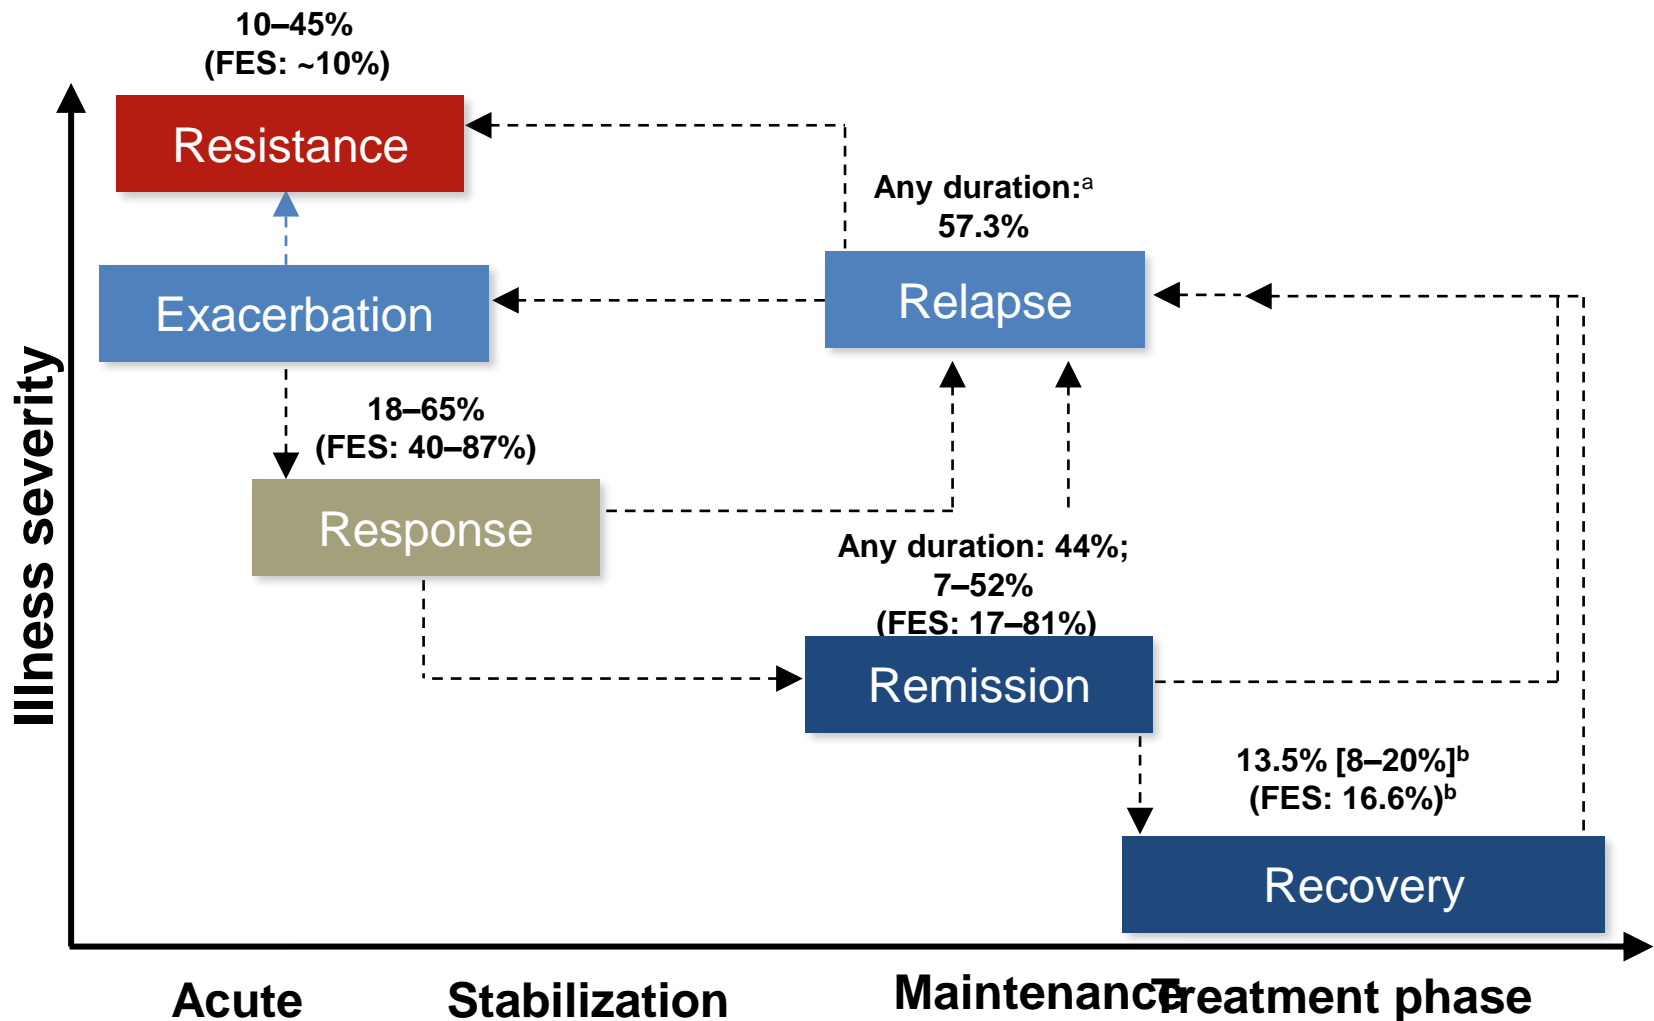 10–45%
(FES: ~10%)
Resistance
Any duration:ᵃ
57.3%
Exacerbation
Relapse
18–65%
(FES: 40–87%)
Response
Any duration: 44%;
7–52%
(FES: 17–81%)
Remission
13.5% [8–20%]ᵇ
(FES: 16.6%)ᵇ
Recovery
Illness severity
Acute
Stabilization
Maintenance
Treatment phase